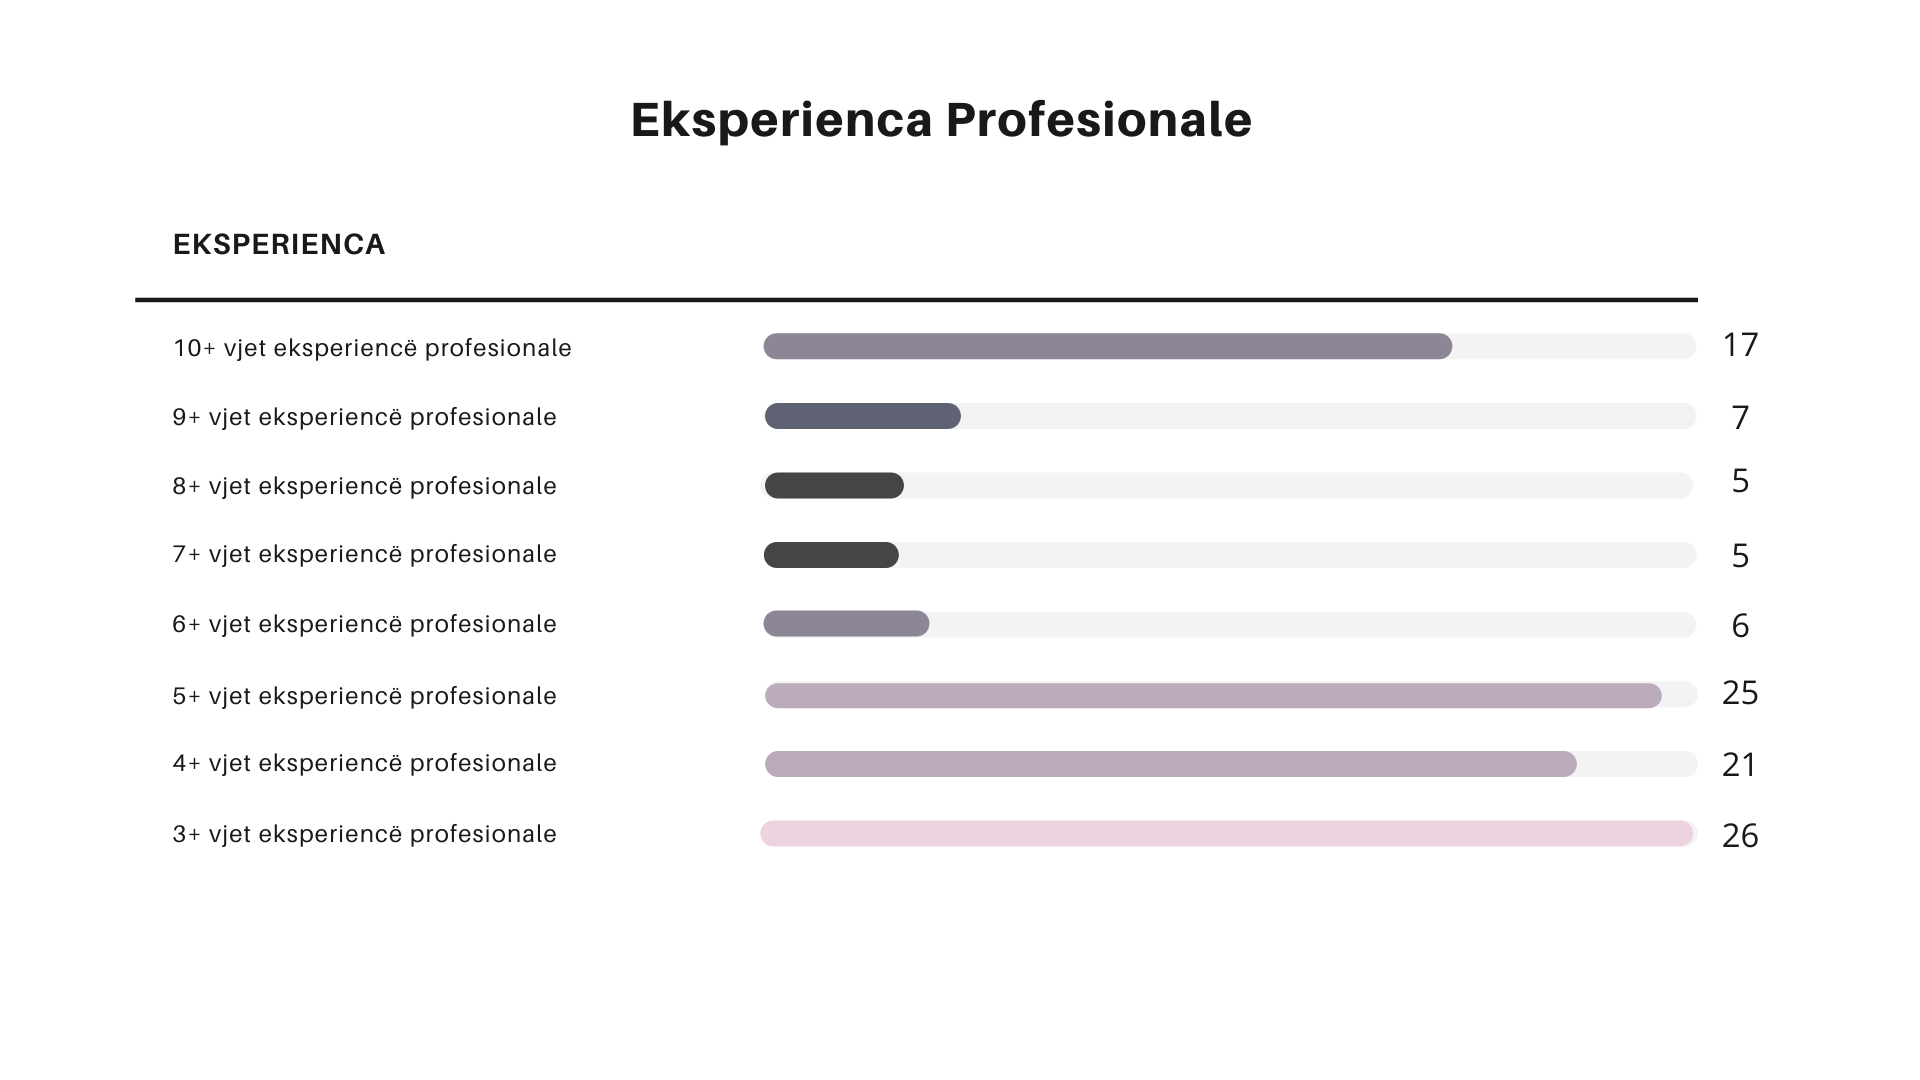 Eksperienca Profesionale
EKSPERIENCA
10+ vjet eksperiencë profesionale 17
9+ vjet eksperiencë profesionale 7
8+ vjet eksperiencë profesionale 5
7+ vjet eksperiencë profesionale 5
6+ vjet eksperiencë profesionale 6
5+ vjet eksperiencë profesionale 25
4+ vjet eksperiencë profesionale 21
3+ vjet eksperiencë profesionale 26